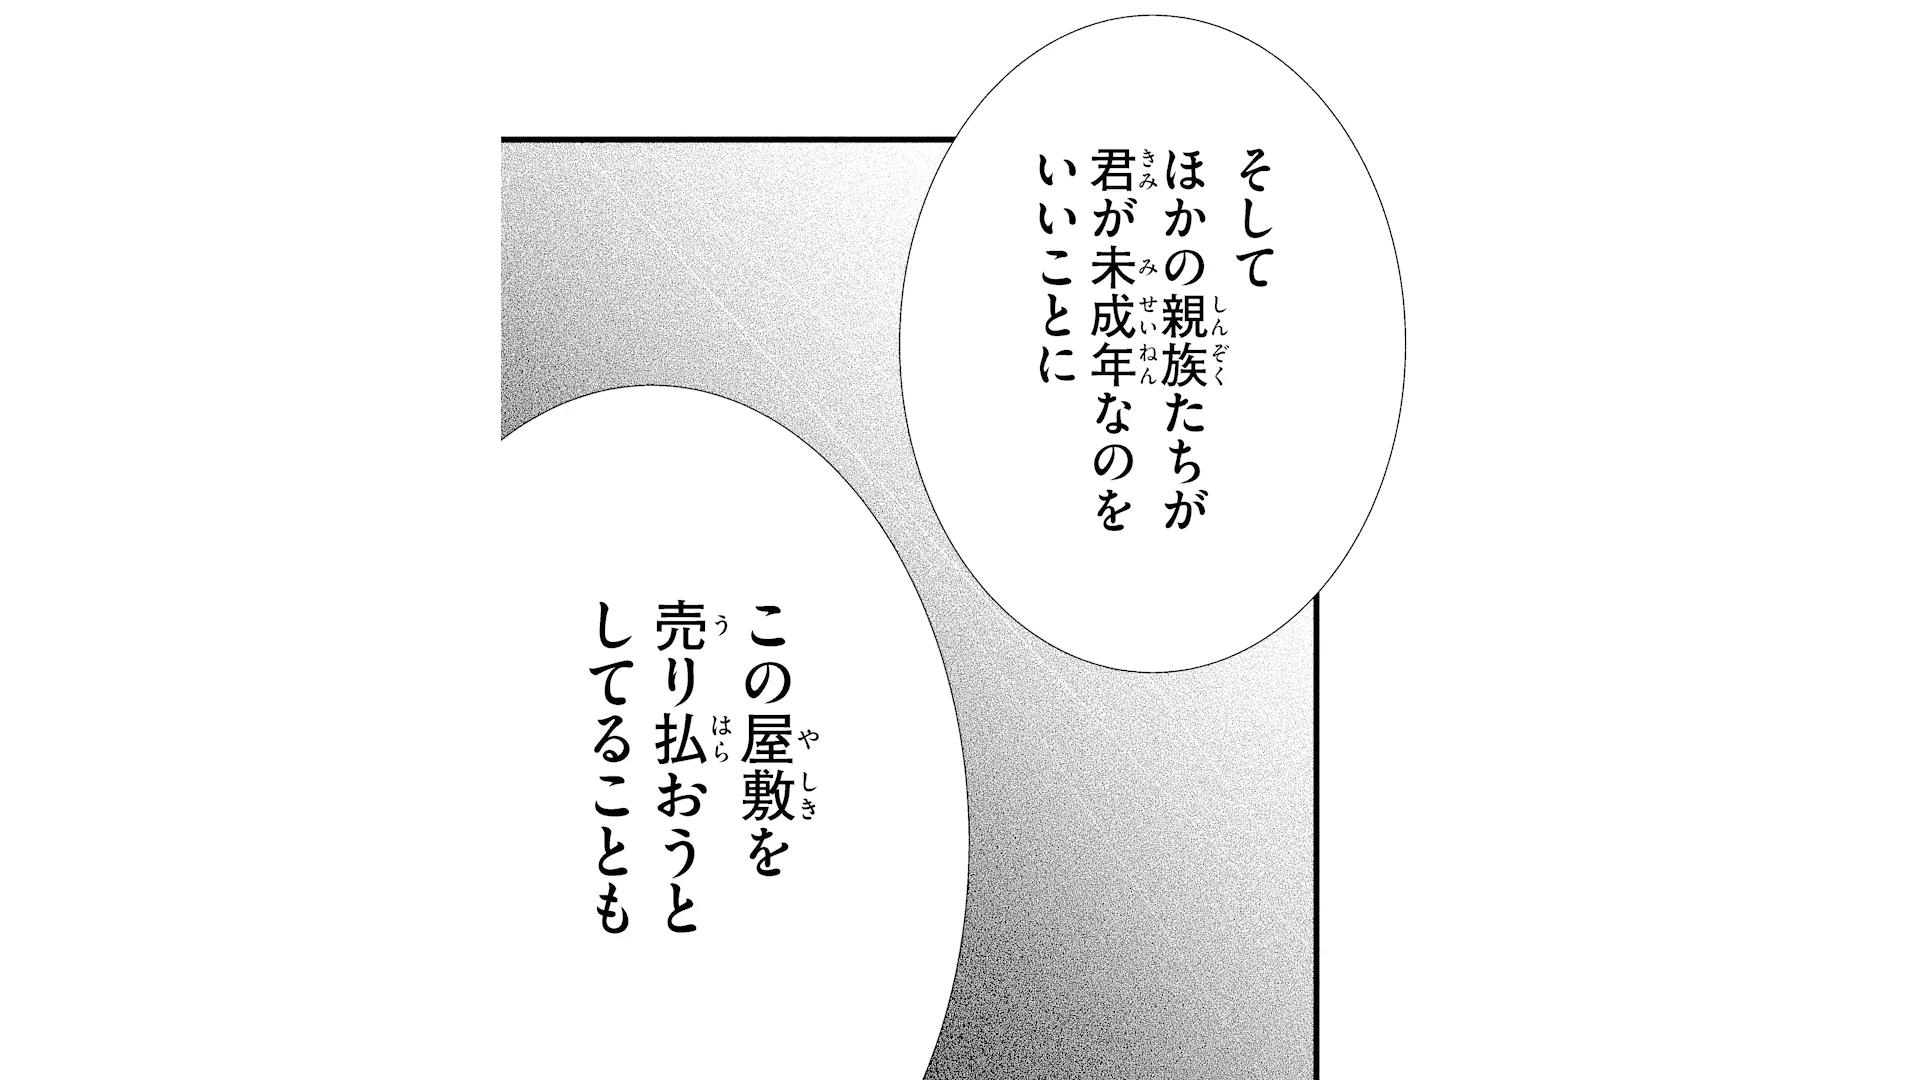 そして
ほかの親族たちが
君が未成年なのを
いいことに
この屋敷を
売り払おうと
してることも